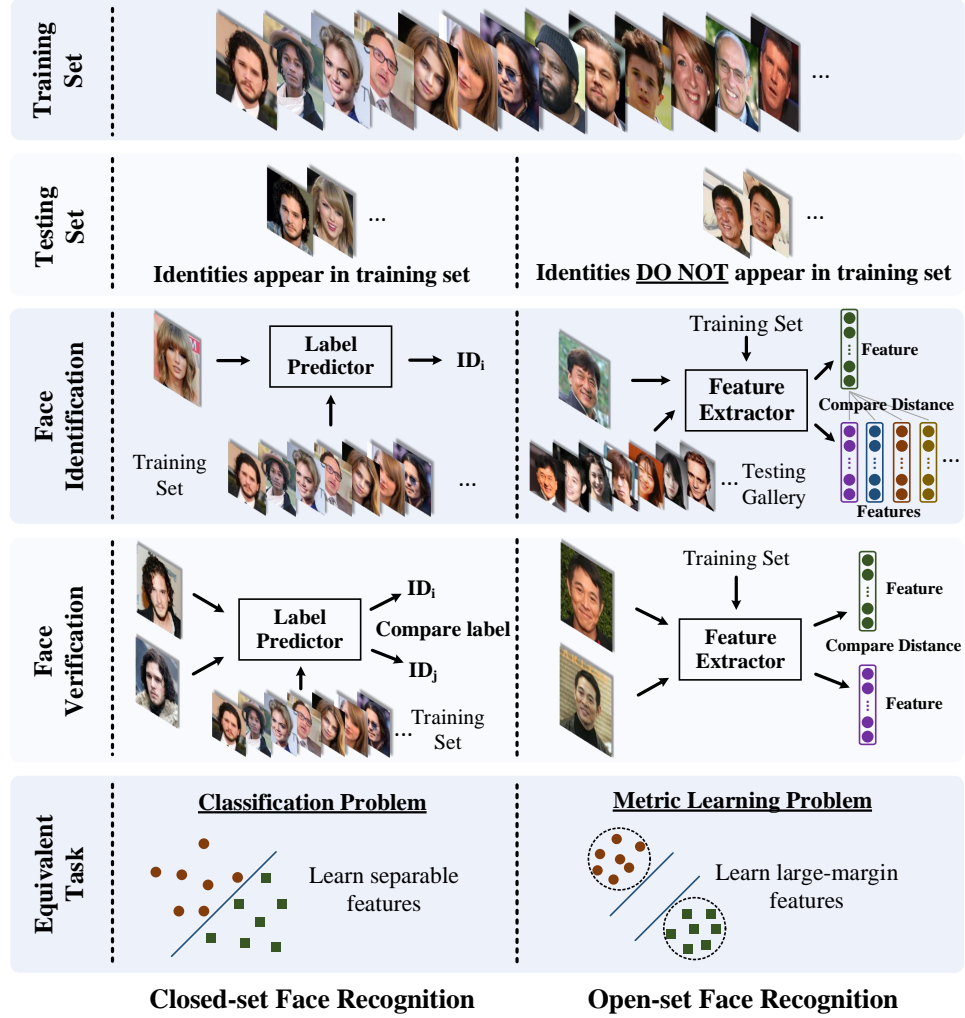 Training
Set
...
Testing
Set
...
Identities appear in training set
...
Identities DO NOT appear in training set
Face
Identification
Label
Predictor
IDi
Training
Set
...
Training Set
Feature
Extractor
Feature
Compare Distance
...
Features
... Testing
Gallery
Face
Verification
Label
Predictor
IDi
Compare label
IDj
... Training
Set
Training Set
Feature
Extractor
Feature
Compare Distance
Feature
Equivalent
Task
Classification Problem
Learn separable
features
Metric Learning Problem
Learn large-margin
features
Closed-set Face Recognition
Open-set Face Recognition